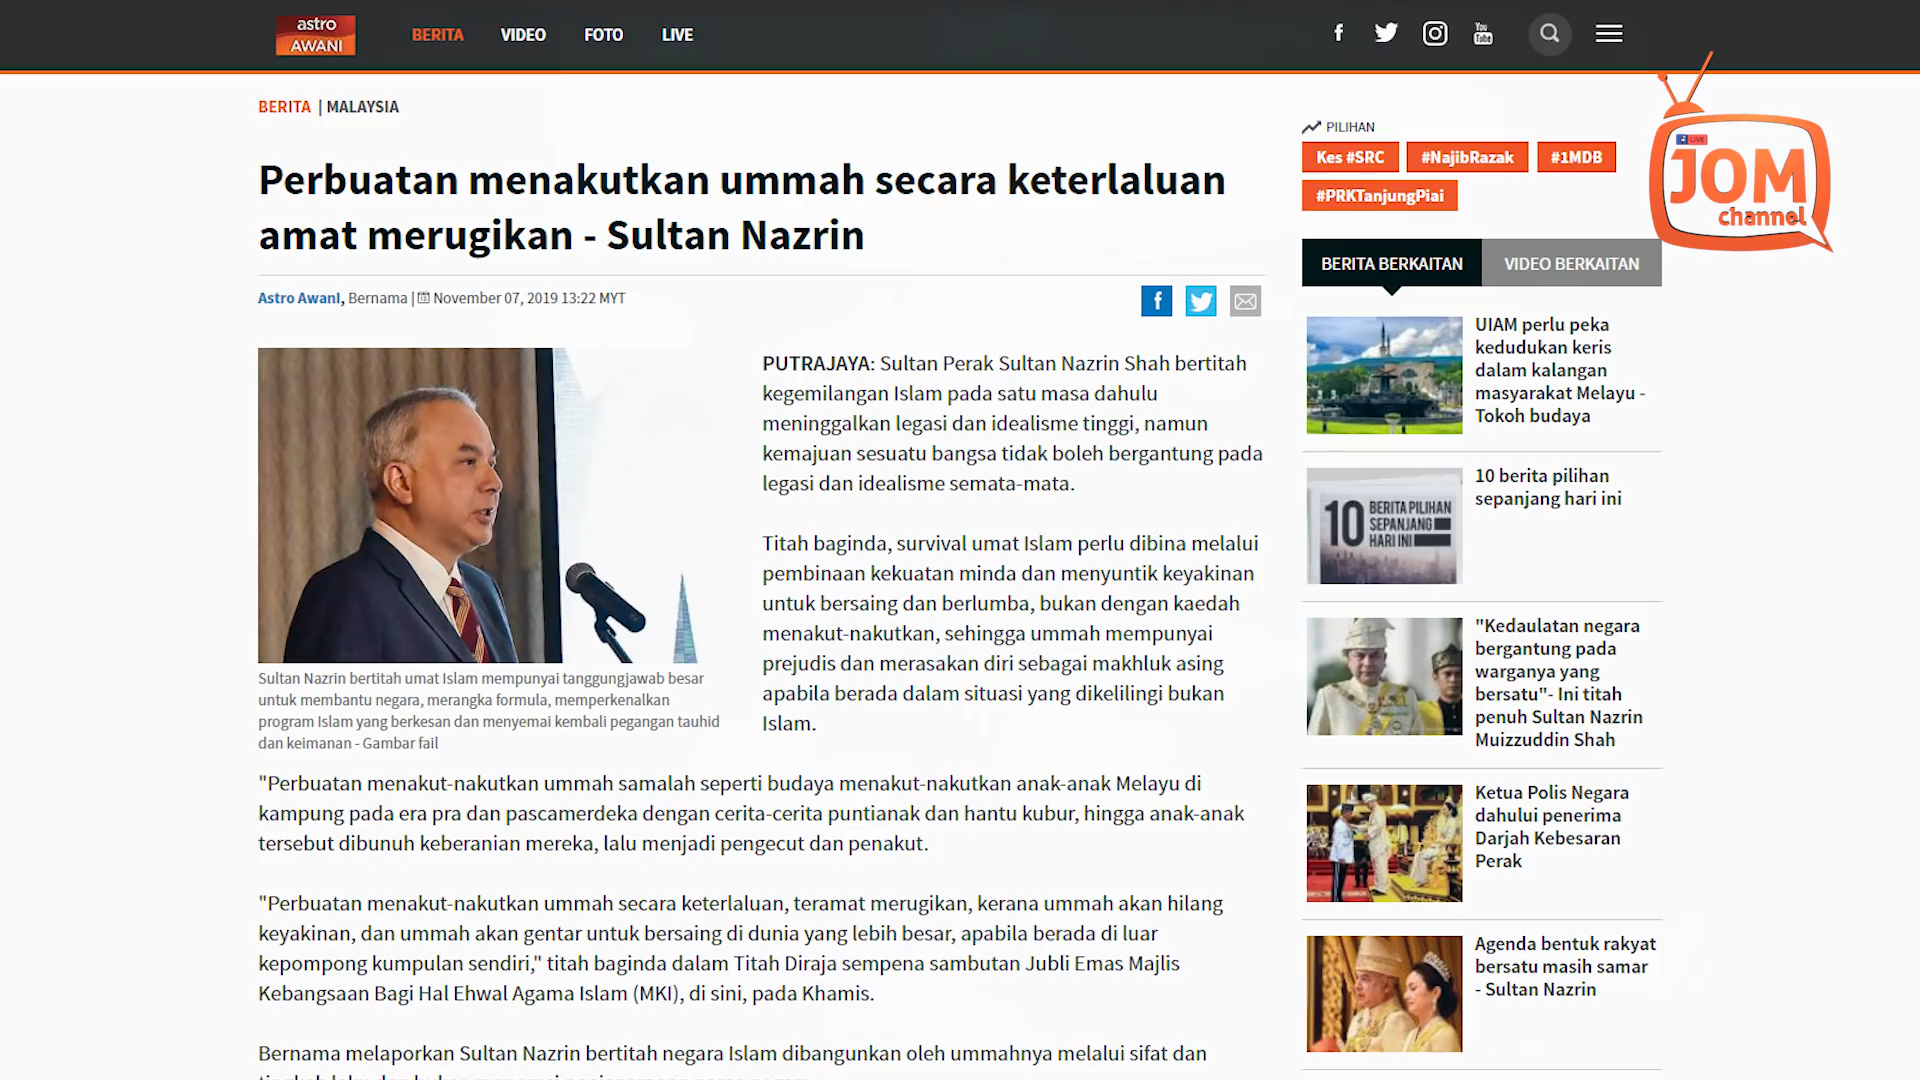 astro
AWANI
BERITA VIDEO FOTO LIVE
You
Tube
BERITA | MALAYSIA
Perbuatan menakutkan ummah secara keterlaluan
amat merugikan - Sultan Nazrin
Astro Awani, Bernama | November 07, 2019 13:22 MYT
PUTRAJAYA: Sultan Perak Sultan Nazrin Shah bertitah
kegemilangan Islam pada satu masa dahulu
meninggalkan legasi dan idealisme tinggi, namun
kemajuan sesuatu bangsa tidak boleh bergantung pada
legasi dan idealisme semata-mata.
Titah baginda, survival umat Islam perlu dibina melalui
pembinaan kekuatan minda dan menyuntik keyakinan
untuk bersaing dan berlumba, bukan dengan kaedah
menakut-nakutkan, sehingga ummah mempunyai
prejudis dan merasakan diri sebagai makhluk asing
apabila berada dalam situasi yang dikelilingi bukan
Islam.
Sultan Nazrin bertitah umat Islam mempunyai tanggungjawab besar
untuk membantu negara, merangka formula, memperkenalkan
program Islam yang berkesan dan menyemai kembali pegangan tauhid
dan keimanan - Gambar fail
"Perbuatan menakut-nakutkan ummah samalah seperti budaya menakut-nakutkan anak-anak Melayu di
kampung pada era pra dan pascamerdeka dengan cerita-cerita puntianak dan hantu kubur, hingga anak-anak
tersebut dibunuh keberanian mereka, lalu menjadi pengecut dan penakut.
"Perbuatan menakut-nakutkan ummah secara keterlaluan, teramat merugikan, kerana ummah akan hilang
keyakinan, dan ummah akan gentar untuk bersaing di dunia yang lebih besar, apabila berada di luar
kepompong kumpulan sendiri," titah baginda dalam Titah Diraja sempena sambutan Jubli Emas Majlis
Kebangsaan Bagi Hal Ehwal Agama Islam (MKI), di sini, pada Khamis.
Bernama melaporkan Sultan Nazrin bertitah negara Islam dibangunkan oleh ummahnya melalui sifat dan
PILIHAN
Kes #SRC #NajibRazak #1MDB
#PRKTanjungPiai
LIVE
JOM
channel
BERITA BERKAITAN VIDEO BERKAITAN
UIAM perlu peka
kedudukan keris
dalam kalangan
masyarakat Melayu -
Tokoh budaya
10 BERITA PILIHAN
SEPANJANG
HARI INI
10 berita pilihan
sepanjang hari ini
"Kedaulatan negara
bergantung pada
warganya yang
bersatu"- Ini titah
penuh Sultan Nazrin
Muizzuddin Shah
Ketua Polis Negara
dahului penerima
Darjah Kebesaran
Perak
Agenda bentuk rakyat
bersatu masih samar
- Sultan Nazrin